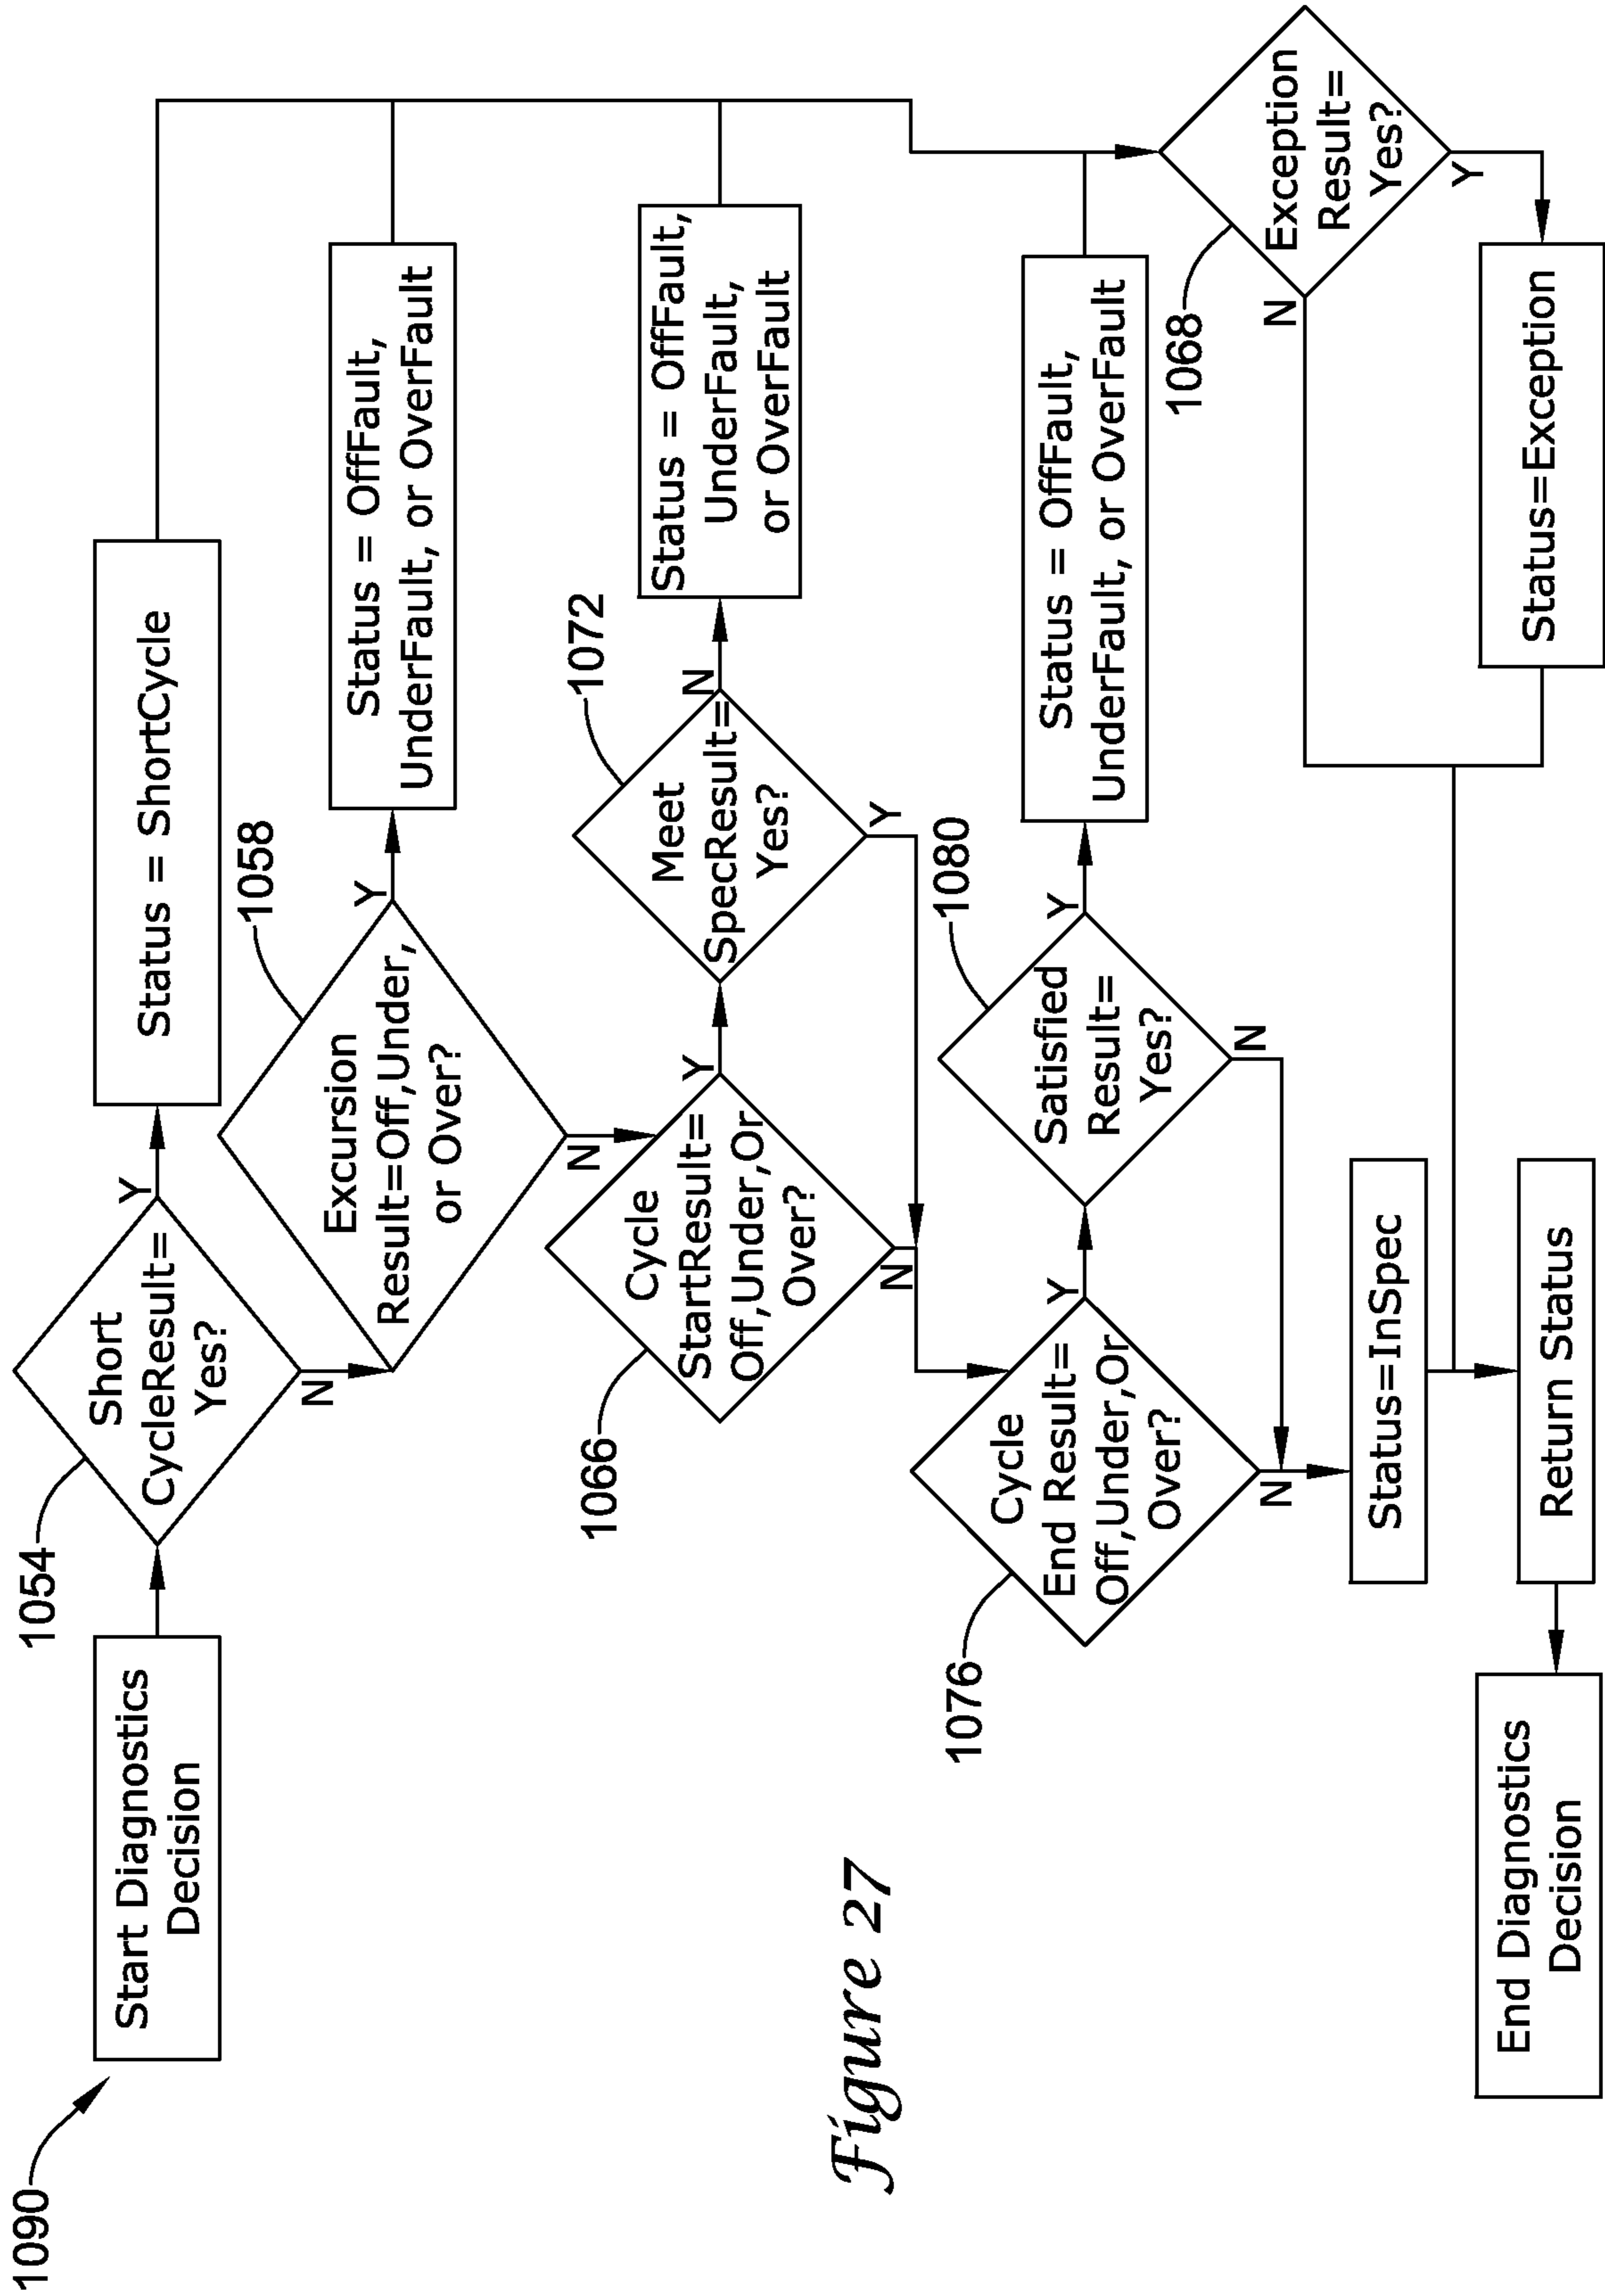 1090
Start Diagnostics
Decision
1054
Short
CycleResult=
Yes?
Y
N
Status = ShortCycle
1058
Excursion
Result=Off,Under,
or Over?
Y
N
Status = OffFault,
UnderFault, or OverFault
1066
Cycle
StartResult=
Off,Under,Or
Over?
Y
N
1072
Meet
SpecResult=
Yes?
N
Y
Status = OffFault,
UnderFault,
or OverFault
1076
Cycle
End Result=
Off,Under,Or
Over?
Y
N
1080
Satisfied
Result=
Yes?
Y
N
Status = OffFault,
UnderFault, or OverFault
1068
Exception
Result=
Yes?
N
Y
Status=InSpec
Status=Exception
Return Status
End Diagnostics
Decision
Figure 27